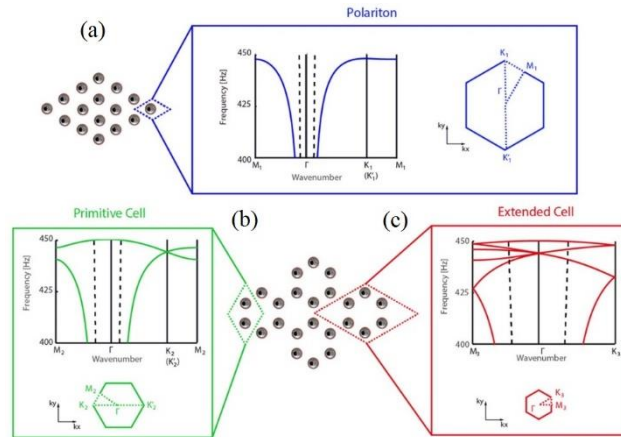 Polariton
(a)
Frequency [Hz]
450
425
400
M₁ Γ K₁ M₁
(K'₁)
Wavenumber
K₁
M₁
Γ
K'₁
ky
kx
Primitive Cell
(b)
Frequency [Hz]
450
425
400
M₂ Γ K₂ M₂
(K'₂)
Wavenumber
M₂
K₂ Γ K'₂
ky
kx
(c)
Extended Cell
Frequency [Hz]
450
425
400
Γ K₃
Wavenumber
K₃
Γ
ky
kx